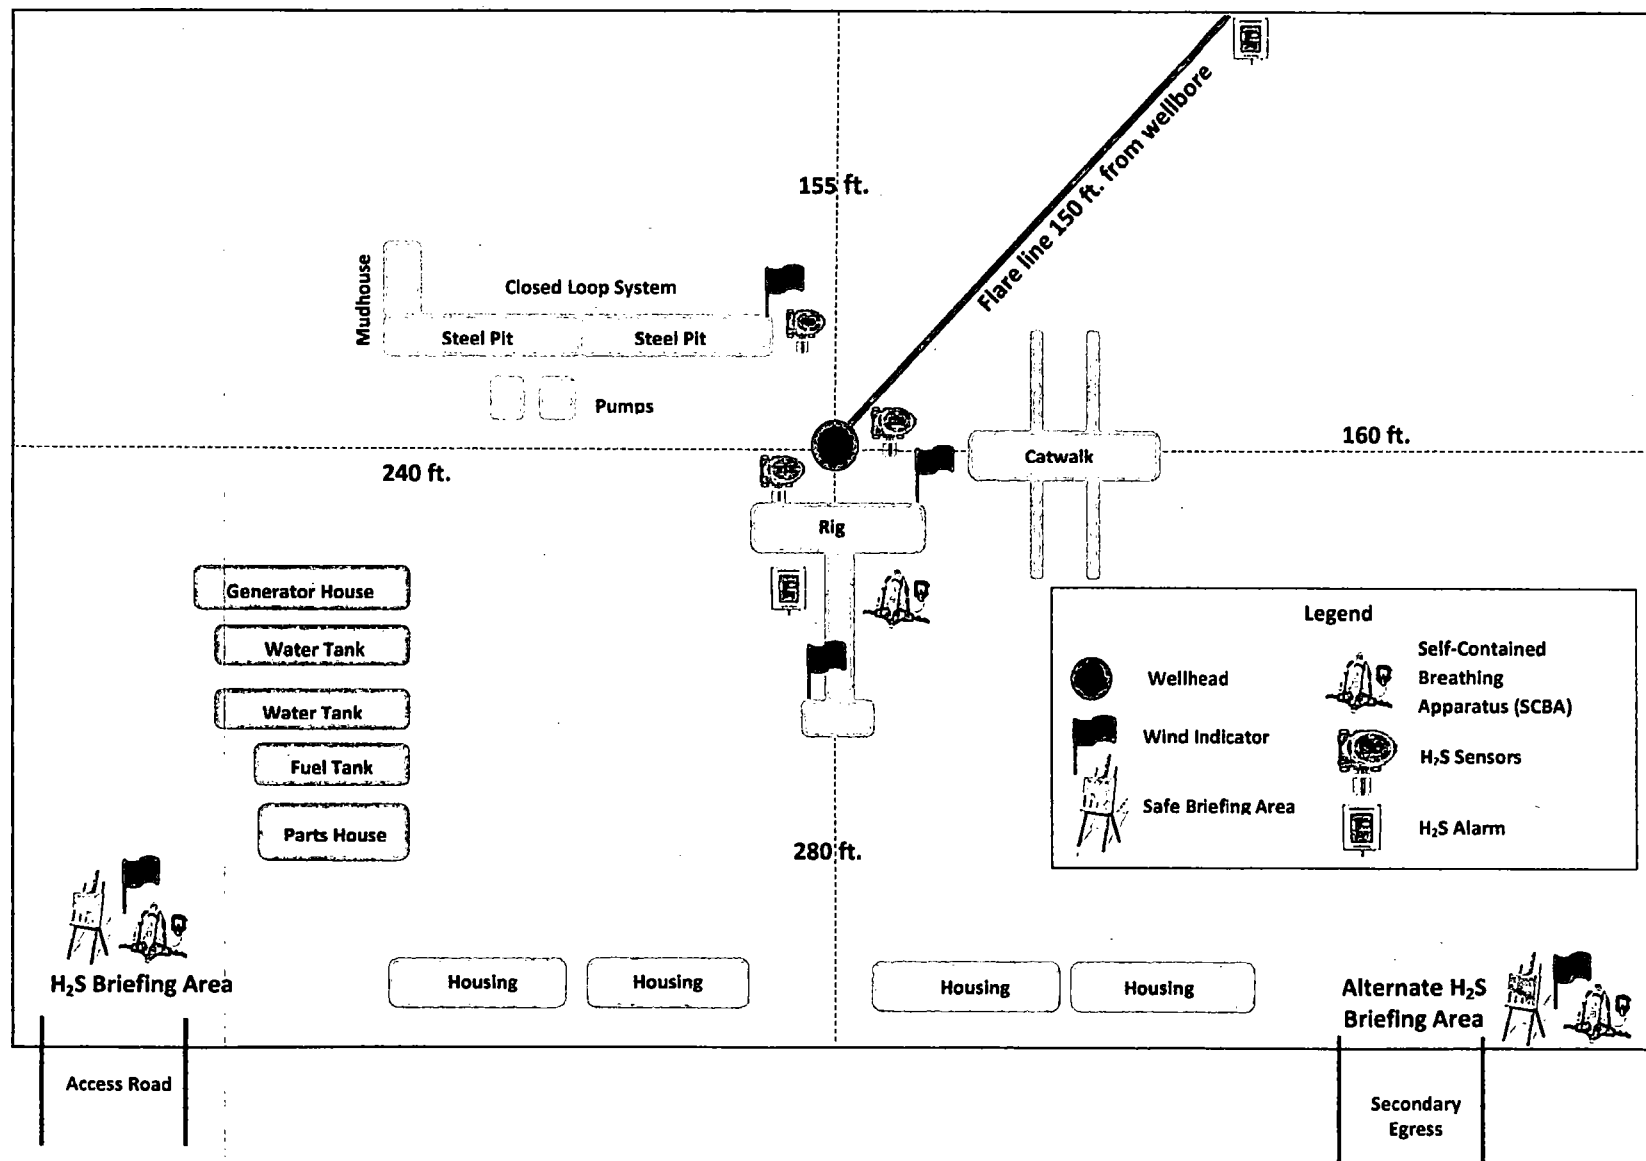 155 ft.
Flare line 150 ft. from wellbore
Mudhouse
Closed Loop System
Steel Pit
Steel Pit
Pumps
160 ft.
240 ft.
Catwalk
Rig
Generator House
Water Tank
Water Tank
Fuel Tank
Parts House
280 ft.
Legend
Wellhead
Wind Indicator
Safe Briefing Area
Self-Contained
Breathing
Apparatus (SCBA)
H₂S Sensors
H₂S Alarm
H₂S Briefing Area
Housing
Housing
Housing
Housing
Alternate H₂S
Briefing Area
Access Road
Secondary
Egress